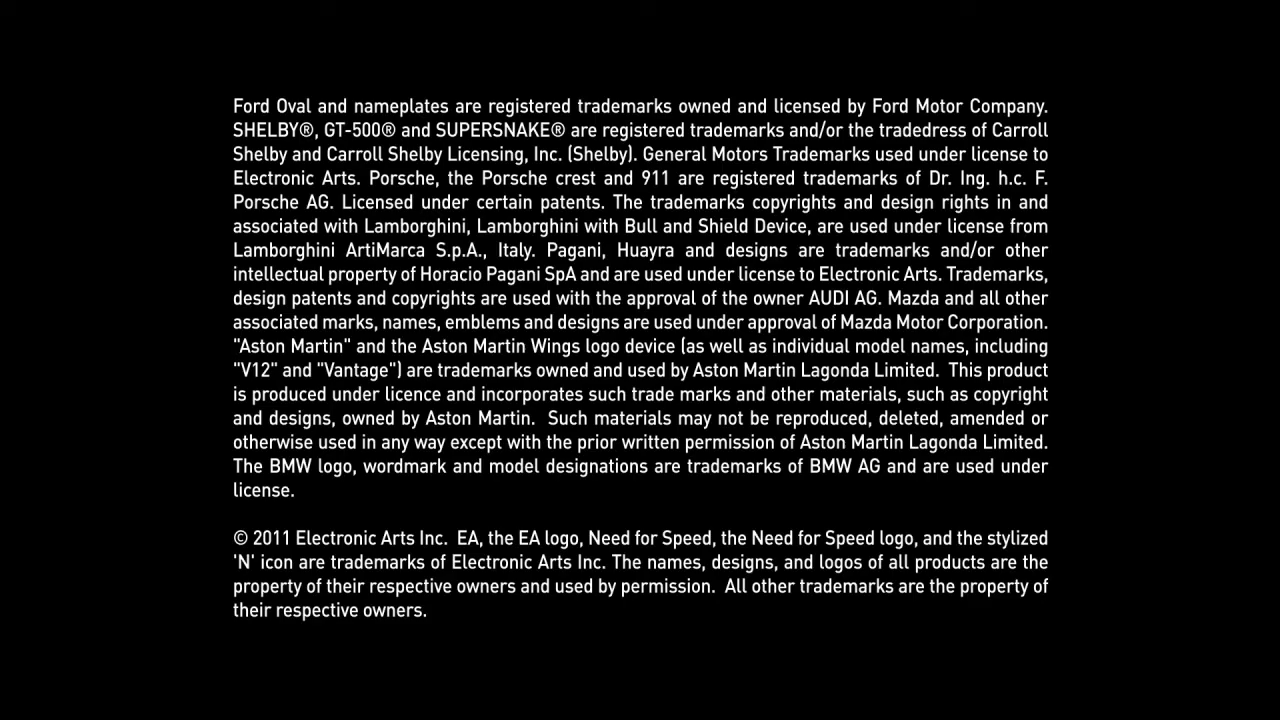 Ford Oval and nameplates are registered trademarks owned and licensed by Ford Motor Company.
SHELBY®, GT-500® and SUPERSNAKE® are registered trademarks and/or the tradedress of Carroll
Shelby and Carroll Shelby Licensing, Inc. (Shelby). General Motors Trademarks used under license to
Electronic Arts. Porsche, the Porsche crest and 911 are registered trademarks of Dr. Ing. h.c. F.
Porsche AG. Licensed under certain patents. The trademarks copyrights and design rights in and
associated with Lamborghini, Lamborghini with Bull and Shield Device, are used under license from
Lamborghini ArtiMarca S.p.A., Italy. Pagani, Huayra and designs are trademarks and/or other
intellectual property of Horacio Pagani SpA and are used under license to Electronic Arts. Trademarks,
design patents and copyrights are used with the approval of the owner AUDI AG. Mazda and all other
associated marks, names, emblems and designs are used under approval of Mazda Motor Corporation.
"Aston Martin" and the Aston Martin Wings logo device (as well as individual model names, including
"V12" and "Vantage") are trademarks owned and used by Aston Martin Lagonda Limited.  This product
is produced under licence and incorporates such trade marks and other materials, such as copyright
and designs, owned by Aston Martin.  Such materials may not be reproduced, deleted, amended or
otherwise used in any way except with the prior written permission of Aston Martin Lagonda Limited.
The BMW logo, wordmark and model designations are trademarks of BMW AG and are used under
license.
© 2011 Electronic Arts Inc.  EA, the EA logo, Need for Speed, the Need for Speed logo, and the stylized
'N' icon are trademarks of Electronic Arts Inc. The names, designs, and logos of all products are the
property of their respective owners and used by permission.  All other trademarks are the property of
their respective owners.